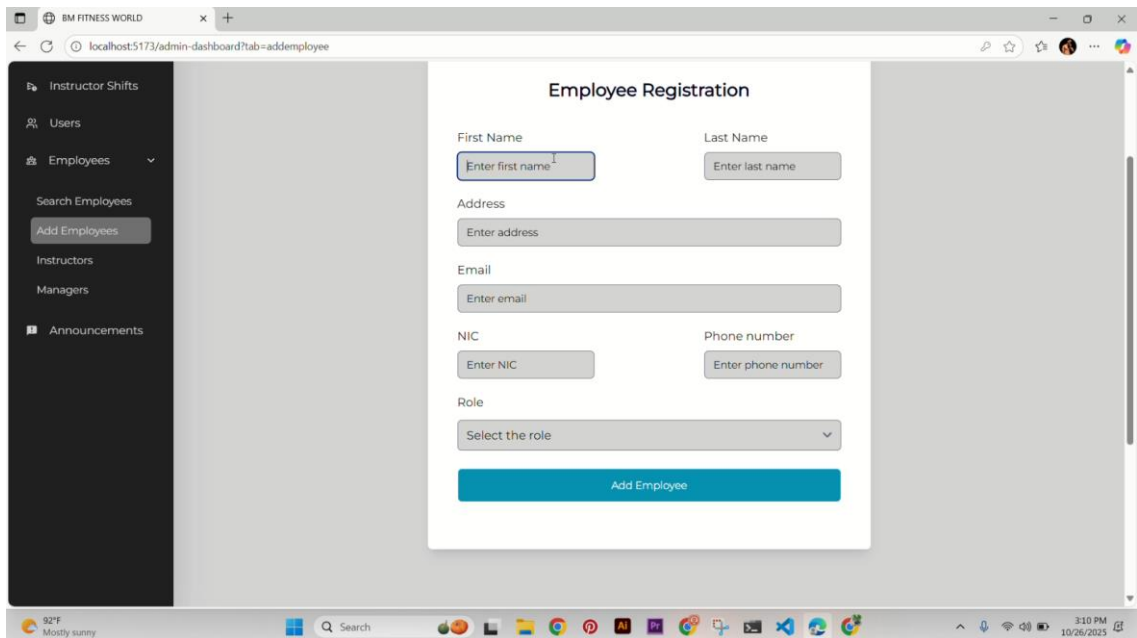 BM FITNESS WORLD
localhost:5173/admin-dashboard?tab=addemployee
Instructor Shifts
Users
Employees
Search Employees
Add Employees
Instructors
Managers
Announcements
Employee Registration
First Name Last Name
Enter first name Enter last name
Address
Enter address
Email
Enter email
NIC Phone number
Enter NIC Enter phone number
Role
Select the role
Add Employee
92°F
Mostly sunny
Search
Ai
Pr
3:10 PM
10/26/2025